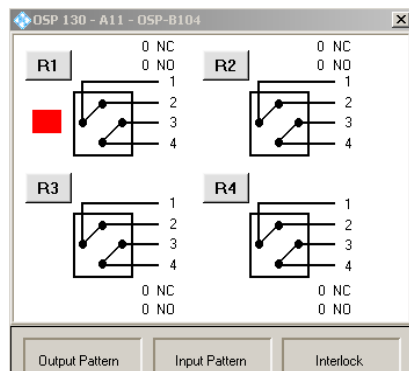 OSP 130 - A11 - OSP-B104
0 NC
0 NO
R1
1
2
3
4
0 NC
0 NO
R2
1
2
3
4
R3
1
2
3
4
0 NC
0 NO
R4
1
2
3
4
0 NC
0 NO
Output Pattern
Input Pattern
Interlock